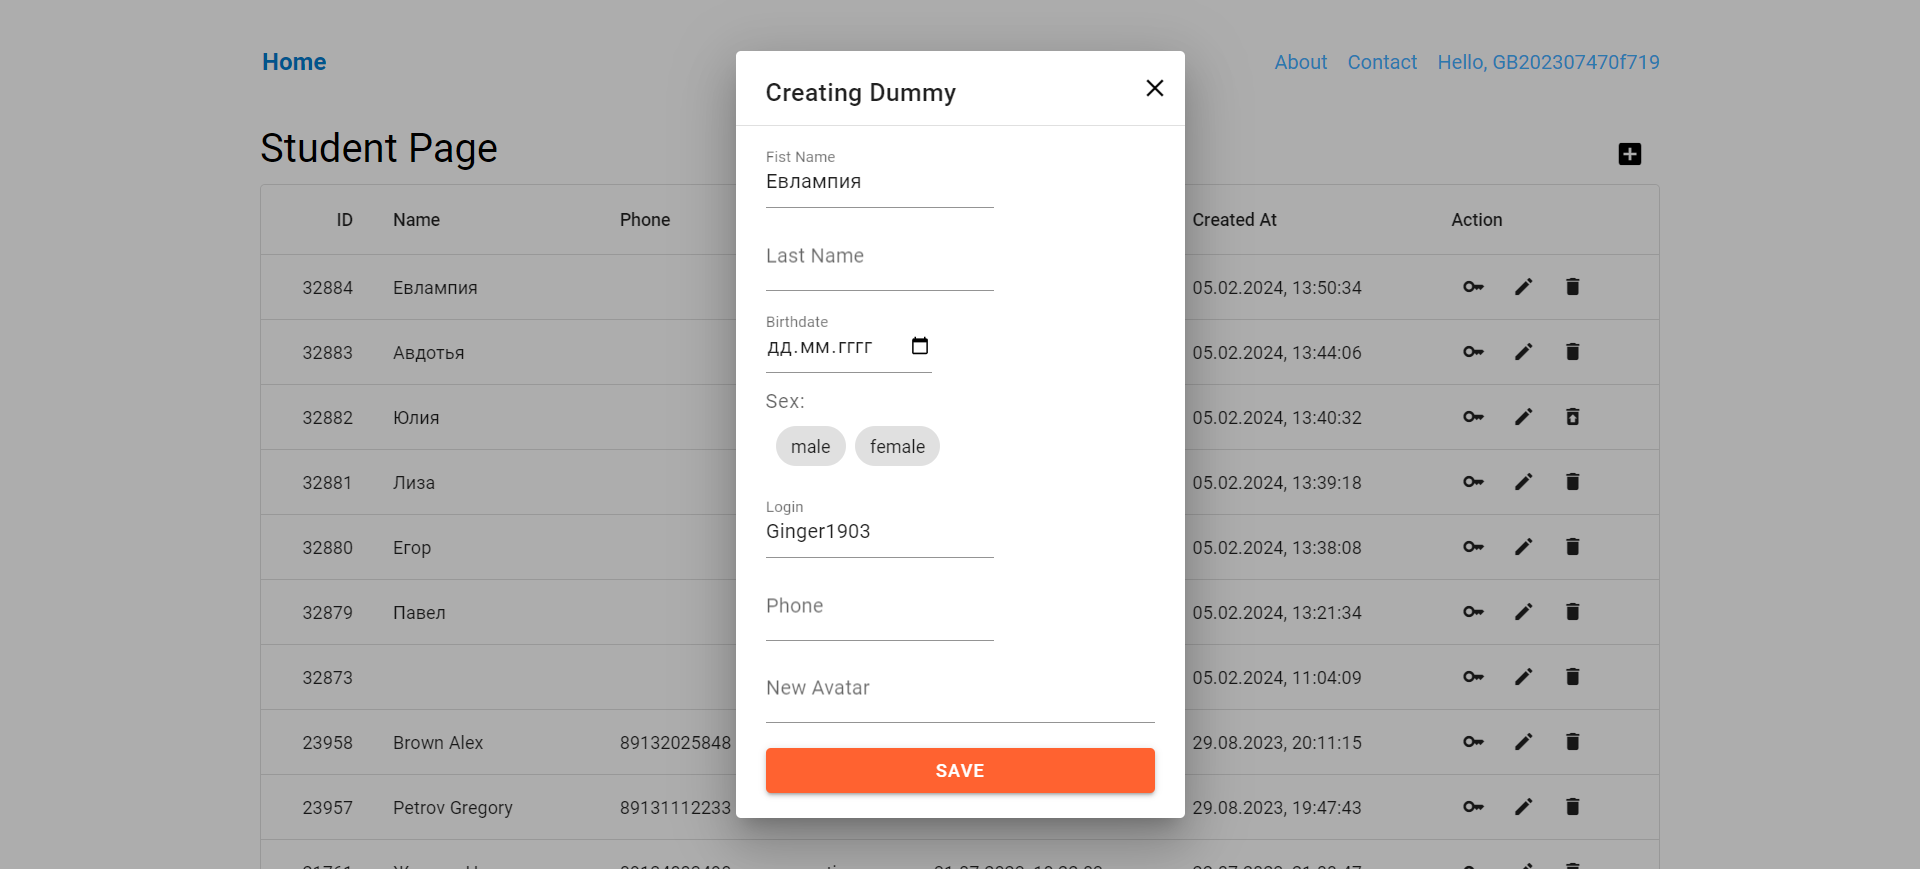 Home
About Contact Hello, GB202307470f719
Student Page
ID Name Phone Created At Action
32884 Евлампия 05.02.2024, 13:50:34
32883 Авдотья 05.02.2024, 13:44:06
32882 Юлия 05.02.2024, 13:40:32
32881 Лиза 05.02.2024, 13:39:18
32880 Егор 05.02.2024, 13:38:08
32879 Павел 05.02.2024, 13:21:34
32873 05.02.2024, 11:04:09
23958 Brown Alex 89132025848 29.08.2023, 20:11:15
23957 Petrov Gregory 89131112233 29.08.2023, 19:47:43
Creating Dummy
Fist Name
Евлампия
Last Name
Birthdate
дд.мм.гггг
Sex:
male female
Login
Ginger1903
Phone
New Avatar
SAVE